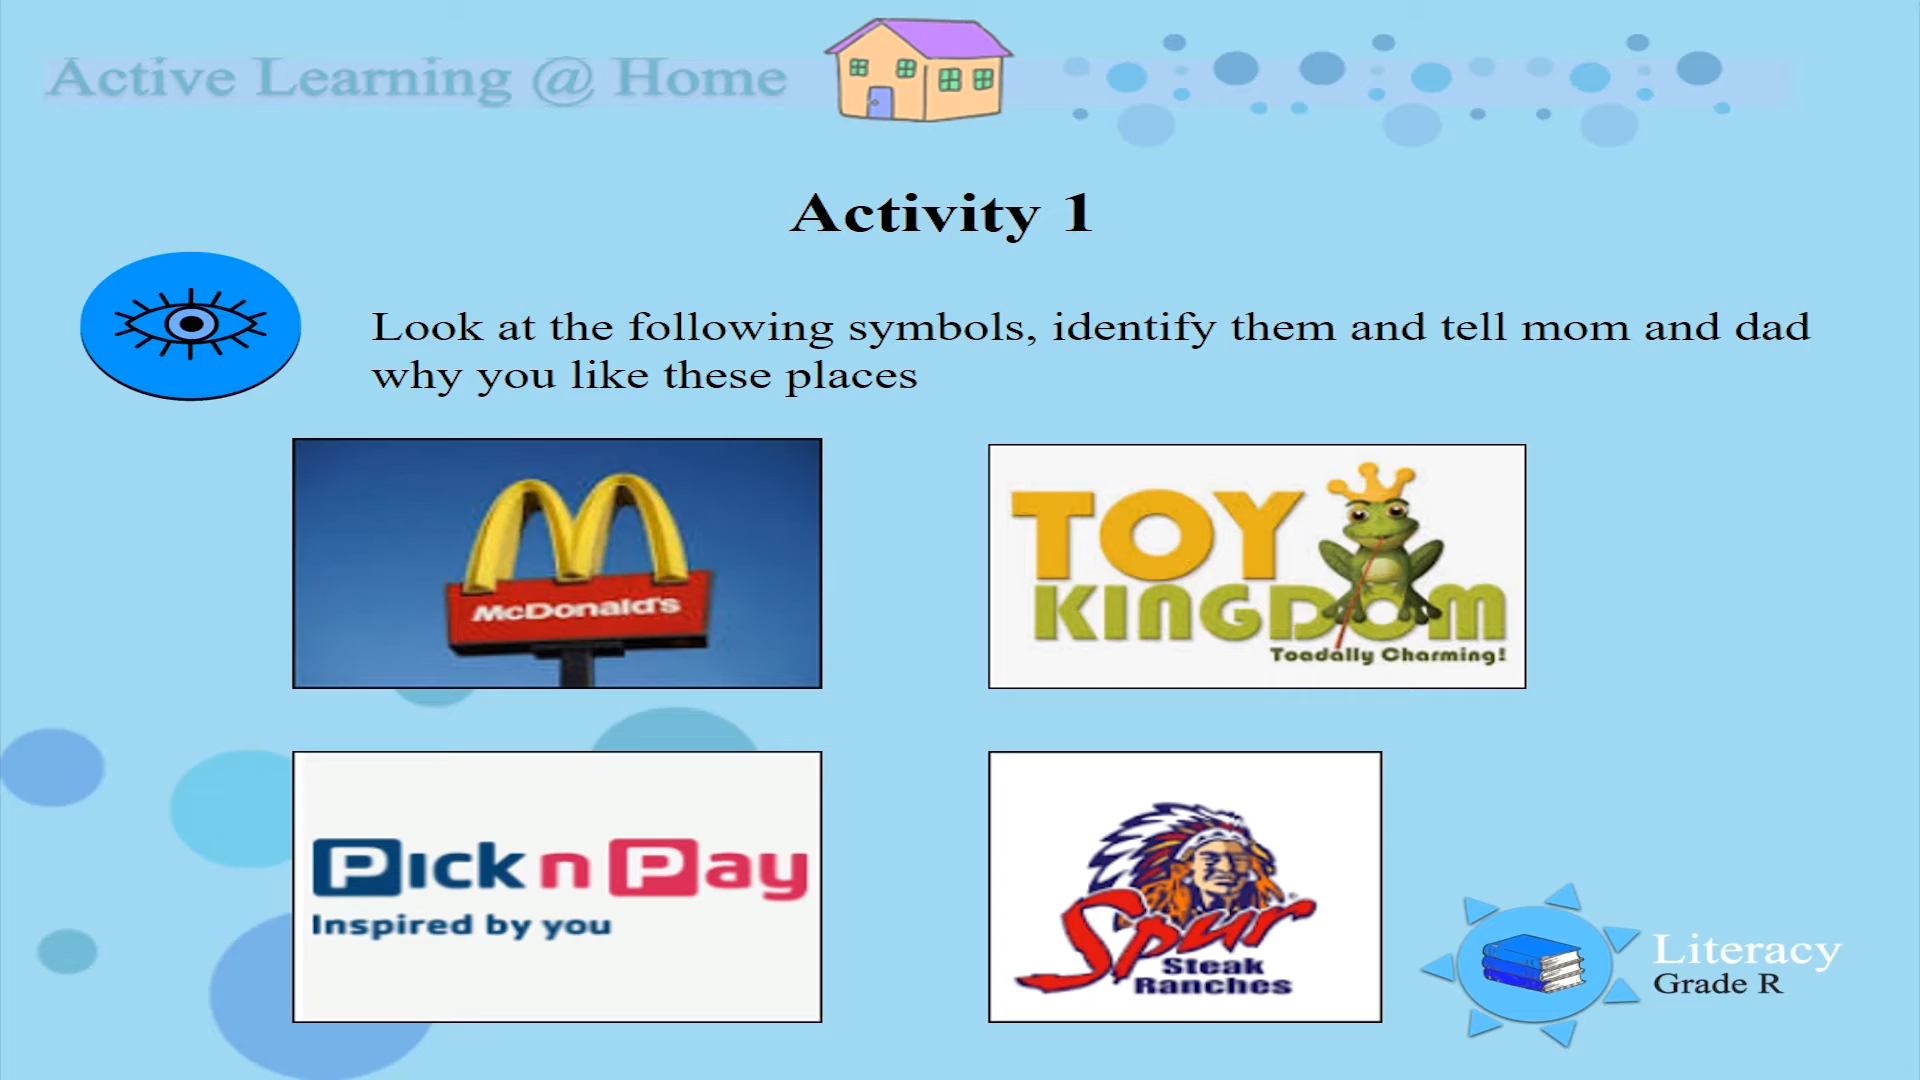 Active Learning @ Home
Activity 1
Look at the following symbols, identify them and tell mom and dad
why you like these places
McDonald's
TOY
KINGDOM
Toadally Charming!
Pick n Pay
Inspired by you
Spur
Steak
Ranches
Literacy
Grade R